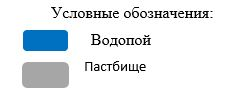 Условные обозначения:
Водопой
Пастбище